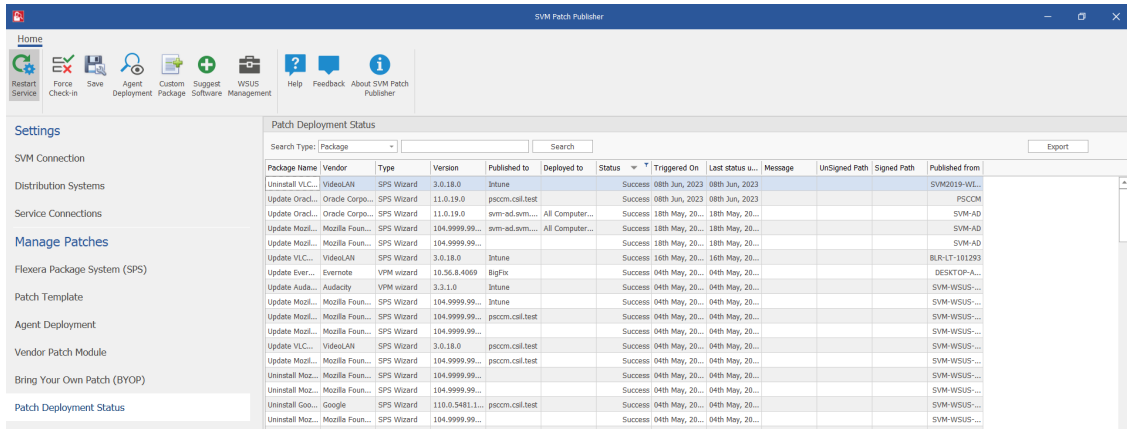 SVM Patch Publisher
Home
Restart Service
Force Check-in
Save
Agent Deployment
Custom Package
Suggest Software
WSUS Management
Help
Feedback
About SVM Patch Publisher
Settings
SVM Connection
Distribution Systems
Service Connections
Manage Patches
Flexera Package System (SPS)
Patch Template
Agent Deployment
Vendor Patch Module
Bring Your Own Patch (BYOP)
Patch Deployment Status
Patch Deployment Status
Search Type: Package Search Export
Package Name Vendor Type Version Published to Deployed to Status Triggered On Last status u... Message UnSigned Path Signed Path Published from
Uninstall VLC... VideoLAN SPS Wizard 3.0.18.0 Intune Success 08th Jun, 2023 08th Jun, 2023 SVM2019-WI...
Update Oracl... Oracle Corpo... SPS Wizard 11.0.19.0 psccm.csil.test Success 08th Jun, 2023 08th Jun, 2023 PSCCM
Update Oracl... Oracle Corpo... SPS Wizard 11.0.19.0 svm-ad.svm.... All Computer... Success 18th May, 20... 18th May, 20... SVM-AD
Update Mozil... Mozilla Foun... SPS Wizard 104.9999.99... svm-ad.svm.... All Computer... Success 18th May, 20... 18th May, 20... SVM-AD
Update Mozil... Mozilla Foun... SPS Wizard 104.9999.99... Success 18th May, 20... 18th May, 20... SVM-AD
Update VLC... VideoLAN SPS Wizard 3.0.18.0 Intune Success 16th May, 20... 16th May, 20... BLR-LT-101293
Update Ever... Evernote VPM wizard 10.56.8.4069 BigFix Success 04th May, 20... 04th May, 20... DESKTOP-A...
Update Auda... Audacity VPM wizard 3.3.1.0 Intune Success 04th May, 20... 04th May, 20... SVM-WSUS-...
Update Mozil... Mozilla Foun... SPS Wizard 104.9999.99... Intune Success 04th May, 20... 04th May, 20... SVM-WSUS-...
Update Mozil... Mozilla Foun... SPS Wizard 104.9999.99... psccm.csil.test Success 04th May, 20... 04th May, 20... SVM-WSUS-...
Update Mozil... Mozilla Foun... SPS Wizard 104.9999.99... Success 04th May, 20... 04th May, 20... SVM-WSUS-...
Update VLC... VideoLAN SPS Wizard 3.0.18.0 psccm.csil.test Success 04th May, 20... 04th May, 20... SVM-WSUS-...
Update Mozil... Mozilla Foun... SPS Wizard 104.9999.99... psccm.csil.test Success 04th May, 20... 04th May, 20... SVM-WSUS-...
Uninstall Moz... Mozilla Foun... SPS Wizard 104.9999.99... Success 04th May, 20... 04th May, 20... SVM-WSUS-...
Uninstall Moz... Mozilla Foun... SPS Wizard 104.9999.99... Success 04th May, 20... 04th May, 20... SVM-WSUS-...
Uninstall Goo... Google SPS Wizard 110.0.5481.1... psccm.csil.test Success 04th May, 20... 04th May, 20... SVM-WSUS-...
Uninstall Moz... Mozilla Foun... SPS Wizard 104.9999.99... Success 04th May, 20... 04th May, 20... SVM-WSUS-...